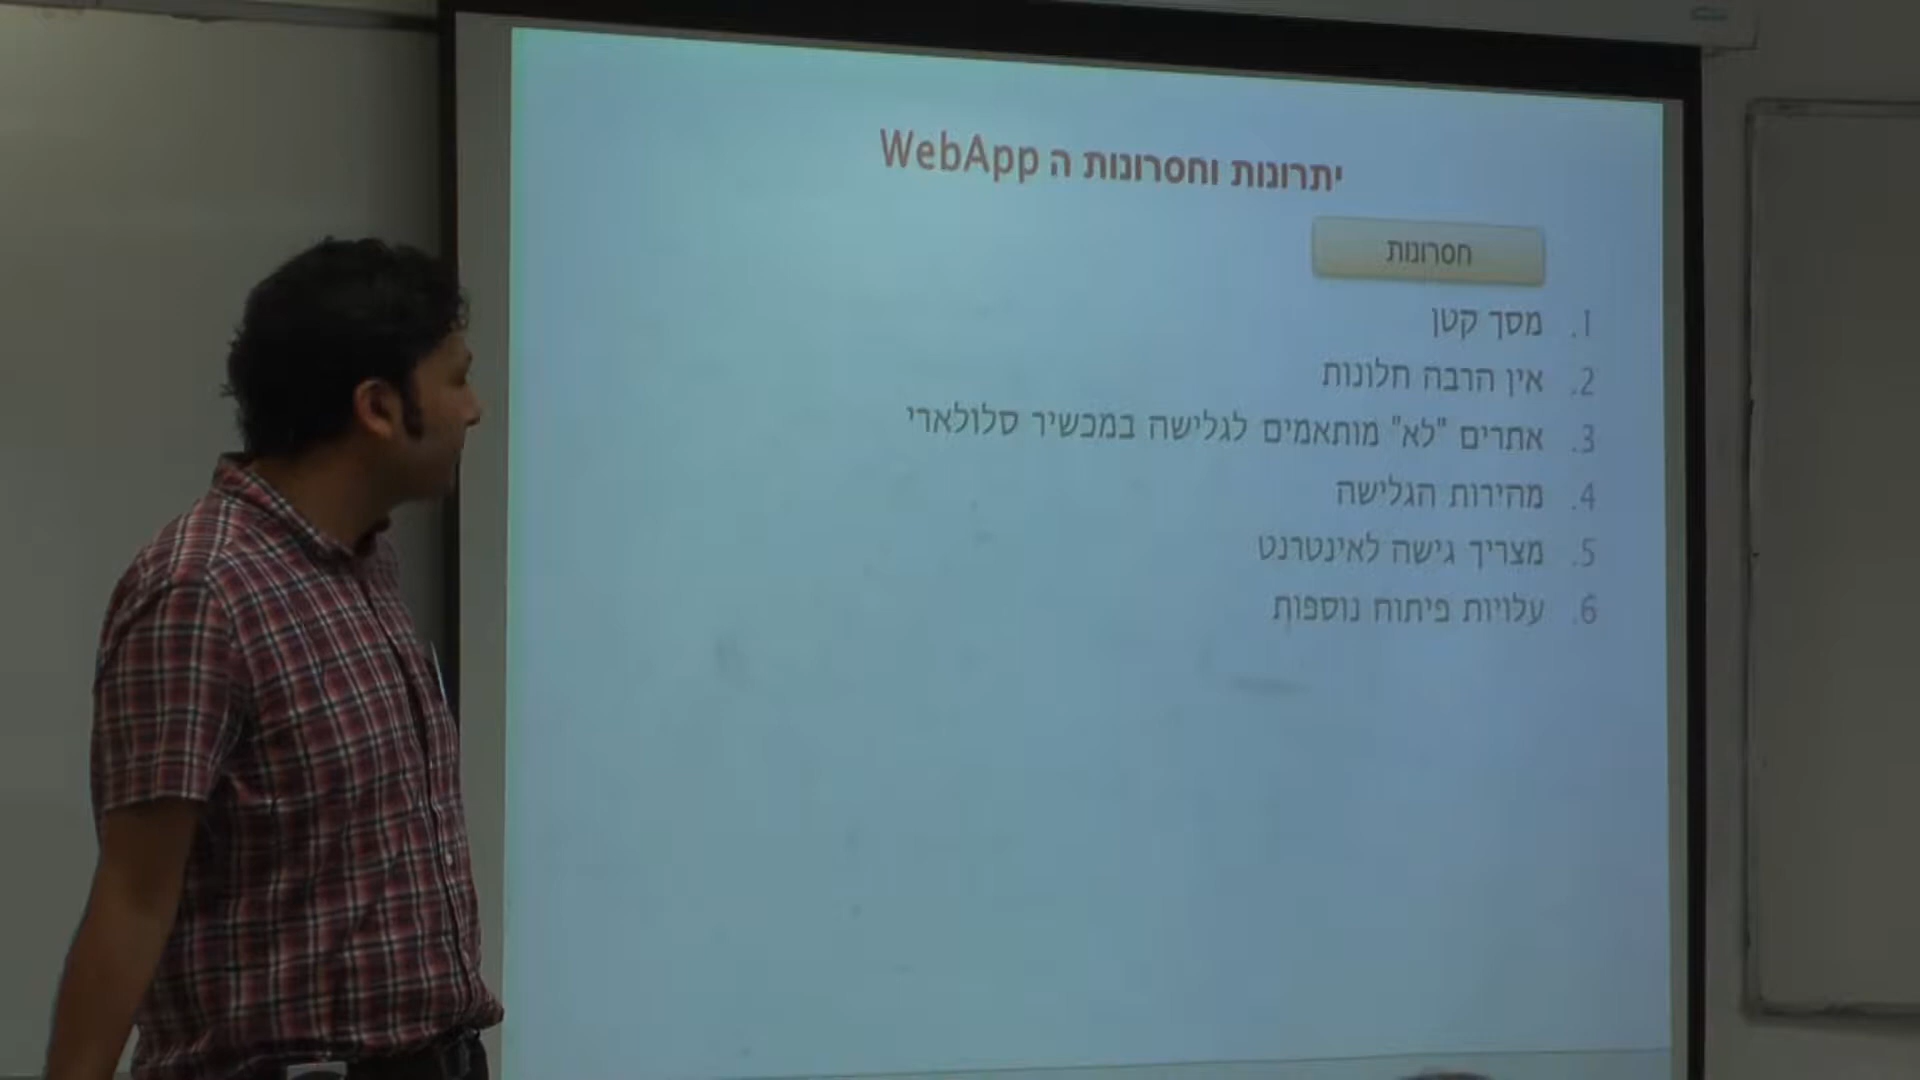 יתרונות וחסרונות ה WebApp
חסרונות
1. מסך קטן
2. אין הרבה חלונות
3. אתרים "לא" מותאמים לגלישה במכשיר סלולארי
4. מהירות הגלישה
5. מצריך גישה לאינטרנט
6. עלויות פיתוח נוספות